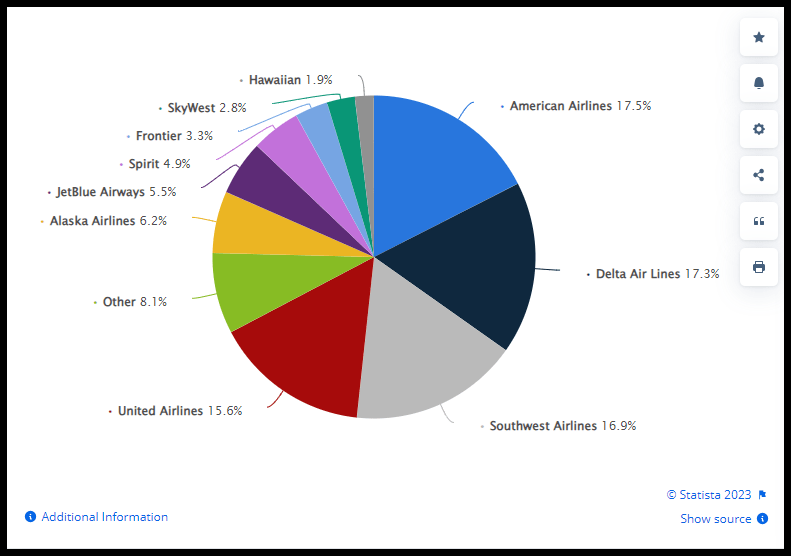 Hawaiian 1.9%
SkyWest 2.8%
American Airlines 17.5%
Frontier 3.3%
Spirit 4.9%
JetBlue Airways 5.5%
Alaska Airlines 6.2%
Delta Air Lines 17.3%
Other 8.1%
United Airlines 15.6%
Southwest Airlines 16.9%
© Statista 2023
Additional Information
Show source